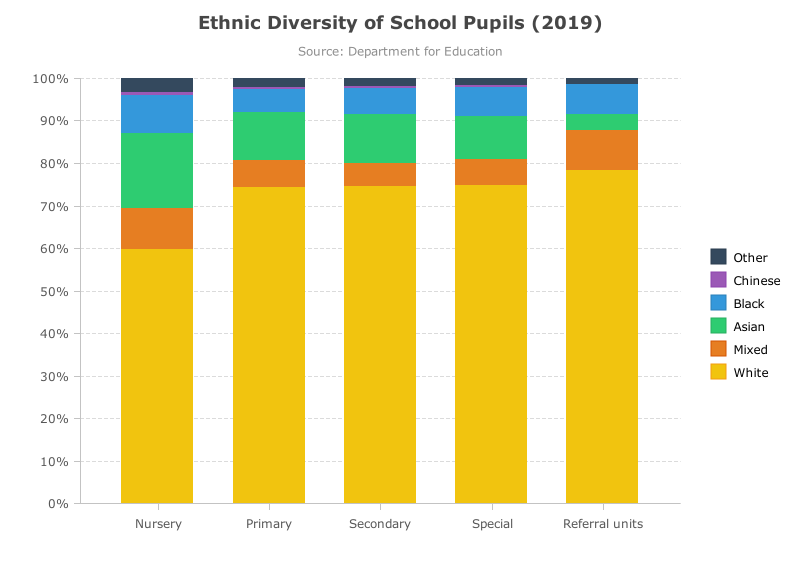 Ethnic Diversity of School Pupils (2019)
Source: Department for Education
100%
90%
80%
70%
60%
50%
40%
30%
20%
10%
0%
Nursery
Primary
Secondary
Special
Referral units
Other
Chinese
Black
Asian
Mixed
White